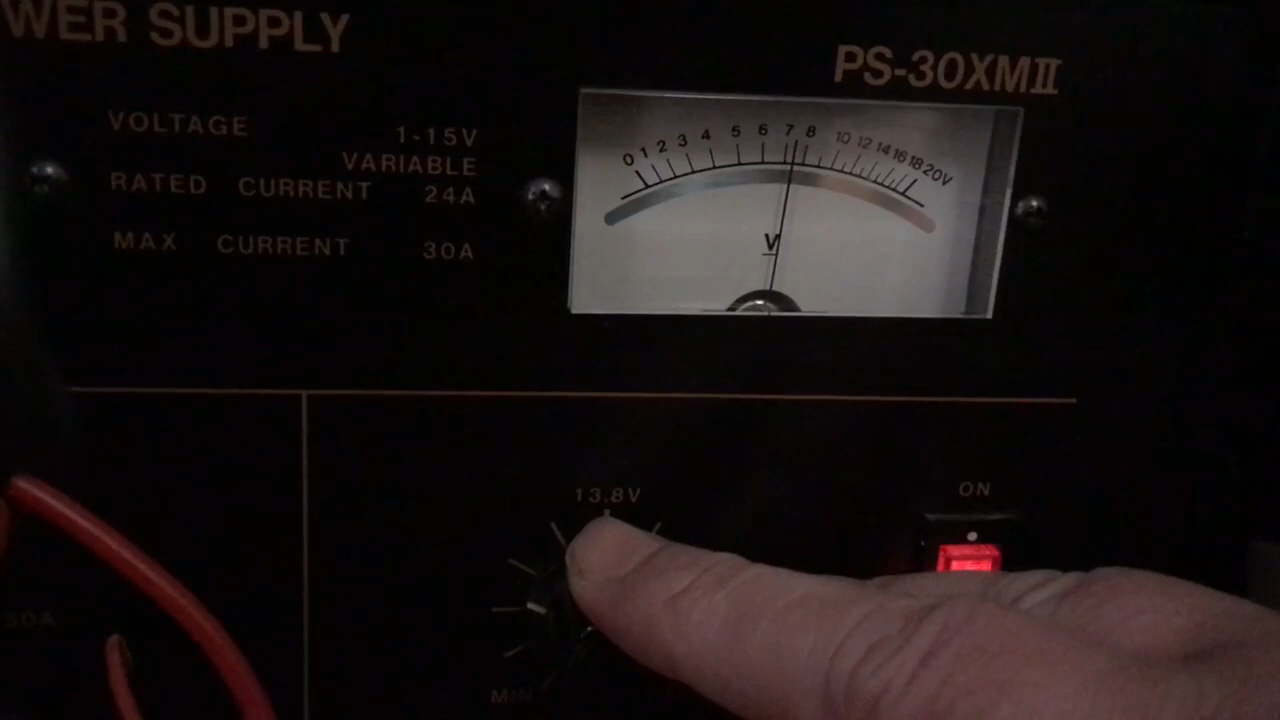 WER SUPPLY
PS-30XMII
VOLTAGE 1-15V
VARIABLE
RATED CURRENT 24A
MAX CURRENT 30A
0 1 2 3 4 5 6 7 8 10 12 14 16 18 20V
V
13.8V
ON
30A
MIN